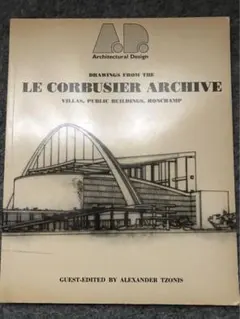 A.D.
Architectural Design
DRAWINGS FROM THE
LE CORBUSIER ARCHIVE
VILLAS, PUBLIC BUILDINGS, RONCHAMP
GUEST-EDITED BY ALEXANDER TZONIS